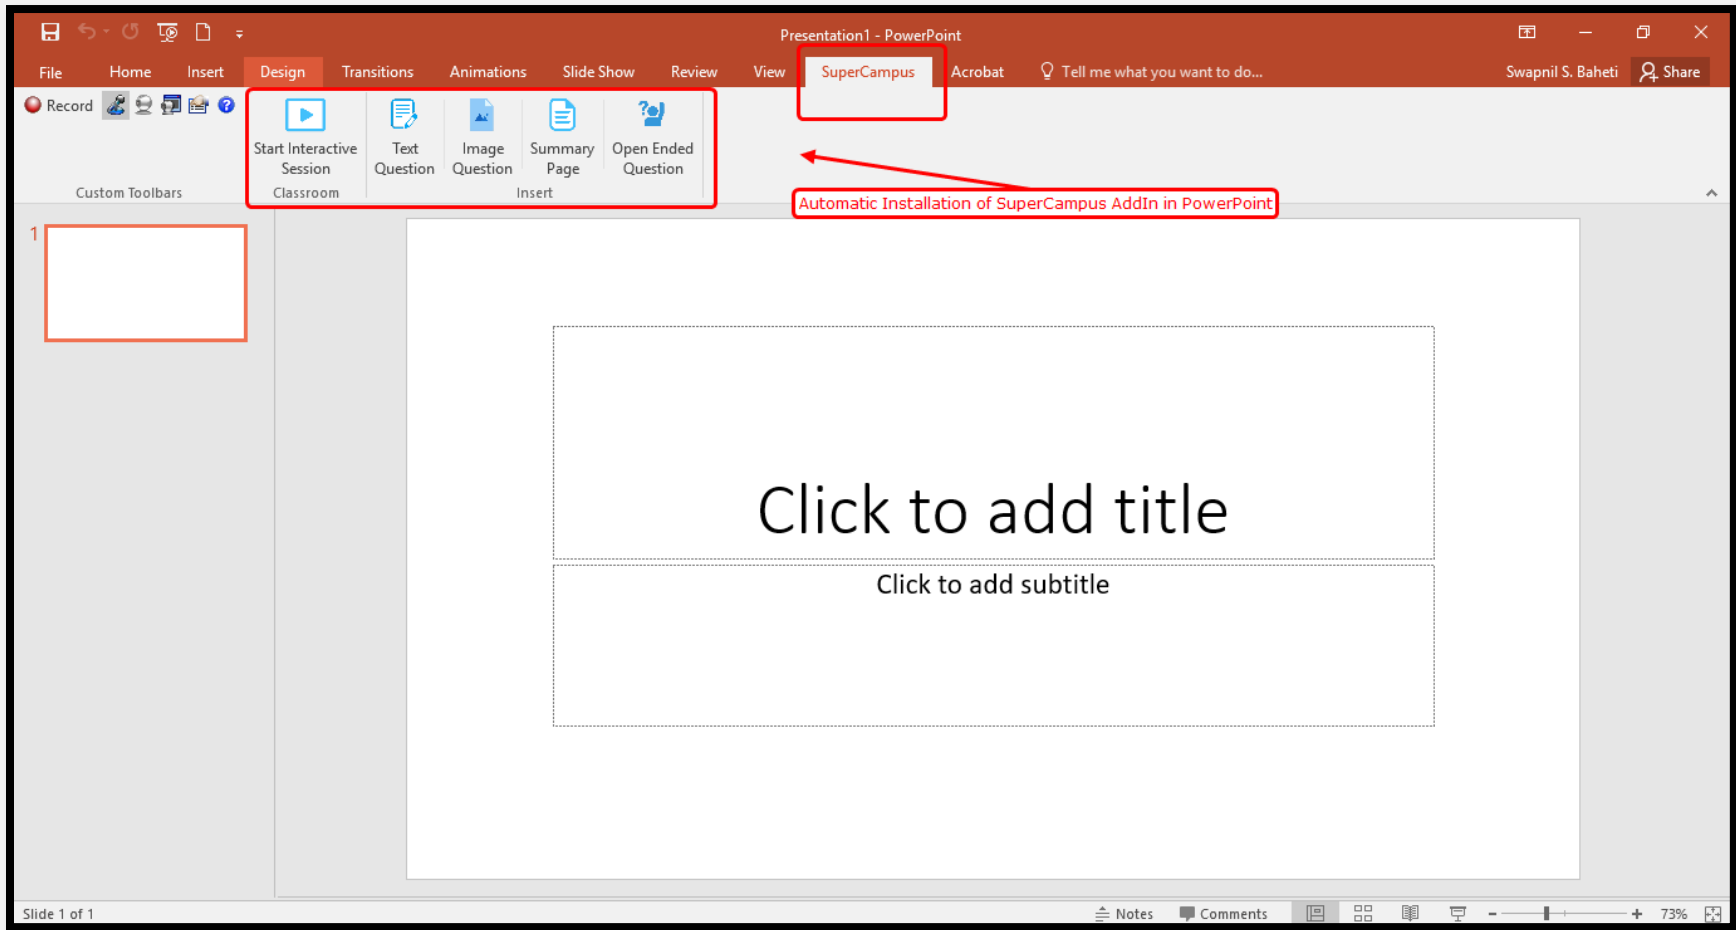 Presentation1 - PowerPoint
File Home Insert Design Transitions Animations Slide Show Review View SuperCampus Acrobat Tell me what you want to do... Swapnil S. Baheti Share
Record
Start Interactive Session
Text Question
Image Question
Summary Page
Open Ended Question
Custom Toolbars Classroom Insert
Automatic Installation of SuperCampus AddIn in PowerPoint
1
Click to add title
Click to add subtitle
Slide 1 of 1 Notes Comments 73%